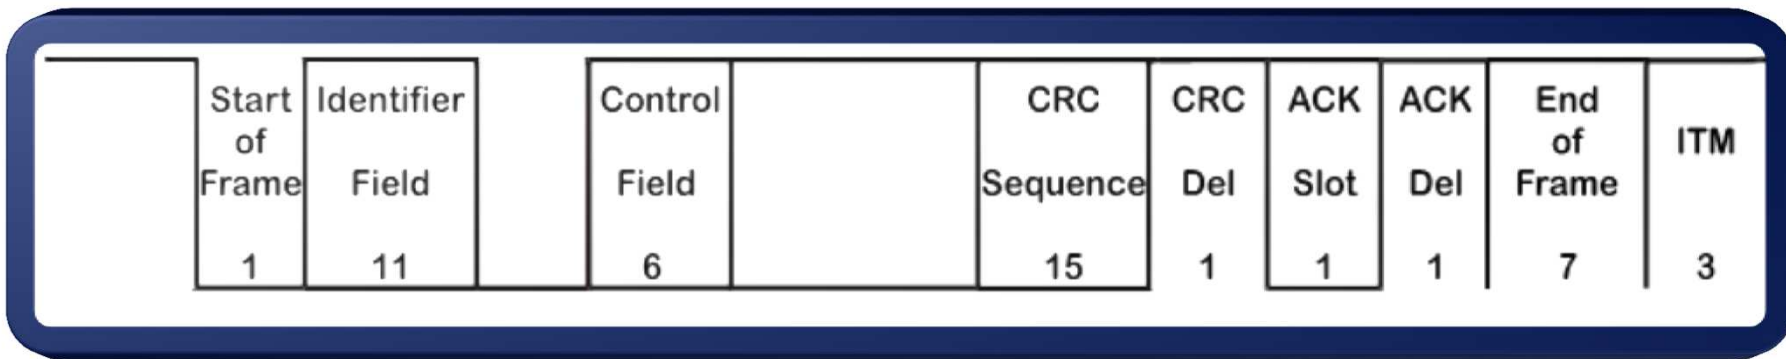 Start
of
Frame
1
Identifier
Field
11
Control
Field
6
CRC
Sequence
15
CRC
Del
1
ACK
Slot
1
ACK
Del
1
End
of
Frame
7
ITM
3